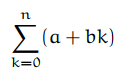 n
∑ (a + bk)
k=0